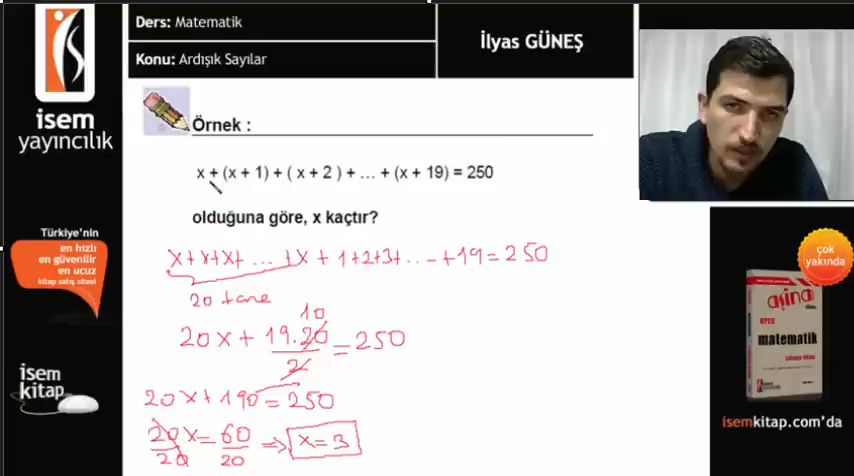 Ders: Matematik
İlyas GÜNEŞ
Konu: Ardışık Sayılar
isem
yayıncılık
Örnek :
x + (x + 1) + ( x + 2 ) + ... + (x + 19) = 250
olduğuna göre, x kaçtır?
x+x+x+ ... +x + 1+2+3+...+19=250
20 tane
10
20x + 19.20 = 250
2
20x+190=250
20x = 60 ⇒ x=3
20 20
Türkiye'nin
en hızlı
en güvenilir
en ucuz
kitap satış sitesi
isem
kitap
çok
yakında
aşina
KPSS
matematik
isemkitap.com'da